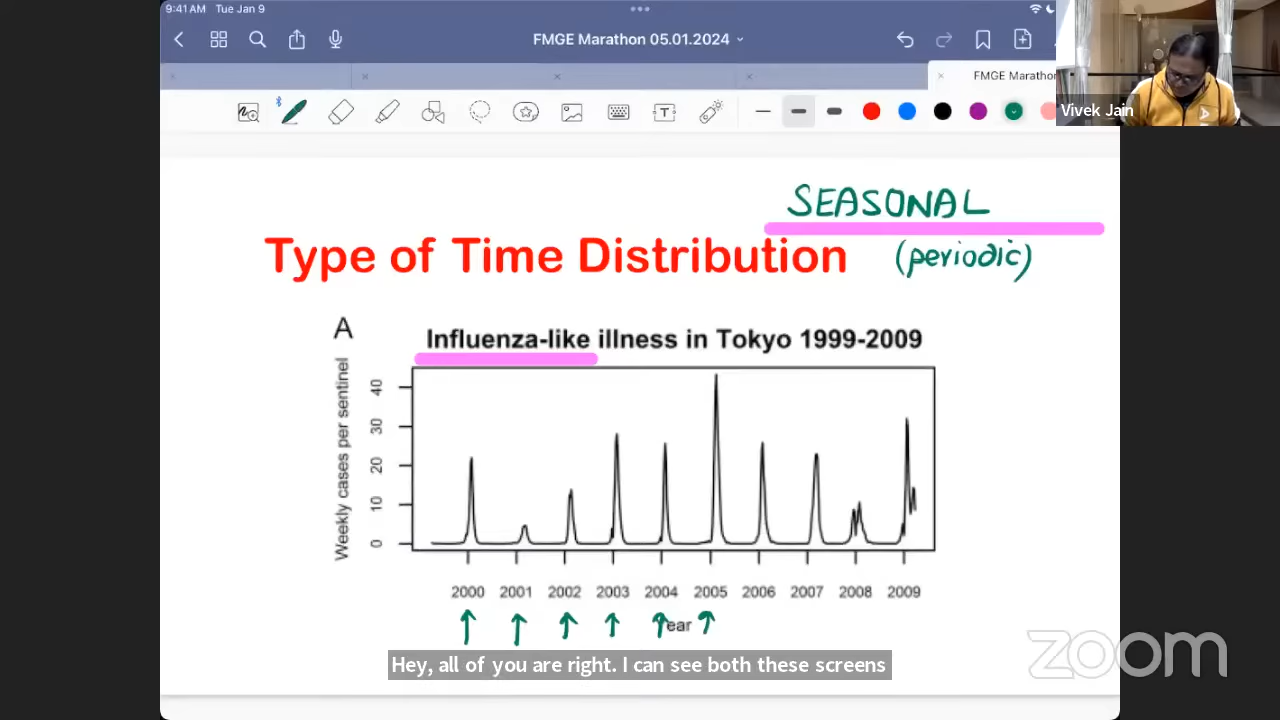 9:41 AM Tue Jan 9
FMGE Marathon 05.01.2024
FMGE Marathon
Vivek Jain
T
SEASONAL
Type of Time Distribution
(periodic)
A
Influenza-like illness in Tokyo 1999-2009
Weekly cases per sentinel
40
30
20
10
0
2000 2001 2002 2003 2004 2005 2006 2007 2008 2009
Year
Hey, all of you are right. I can see both these screens
zoom